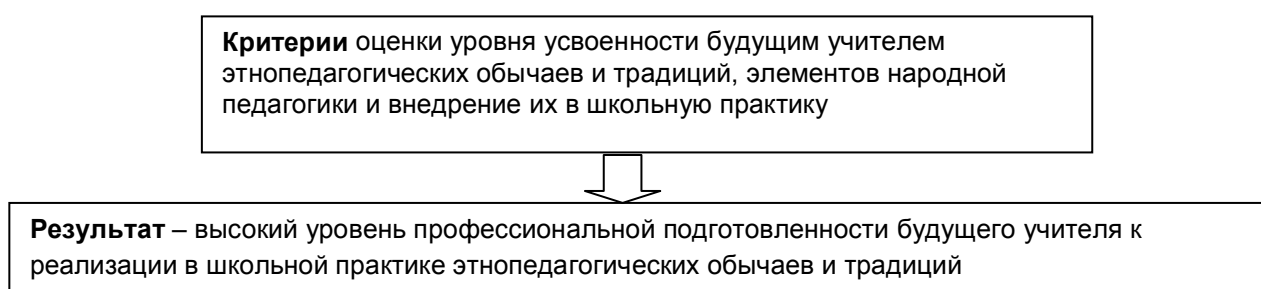 Критерии оценки уровня усвоенности будущим учителем
этнопедагогических обычаев и традиций, элементов народной
педагогики и внедрение их в школьную практику
Результат – высокий уровень профессиональной подготовленности будущего учителя к
реализации в школьной практике этнопедагогических обычаев и традиций